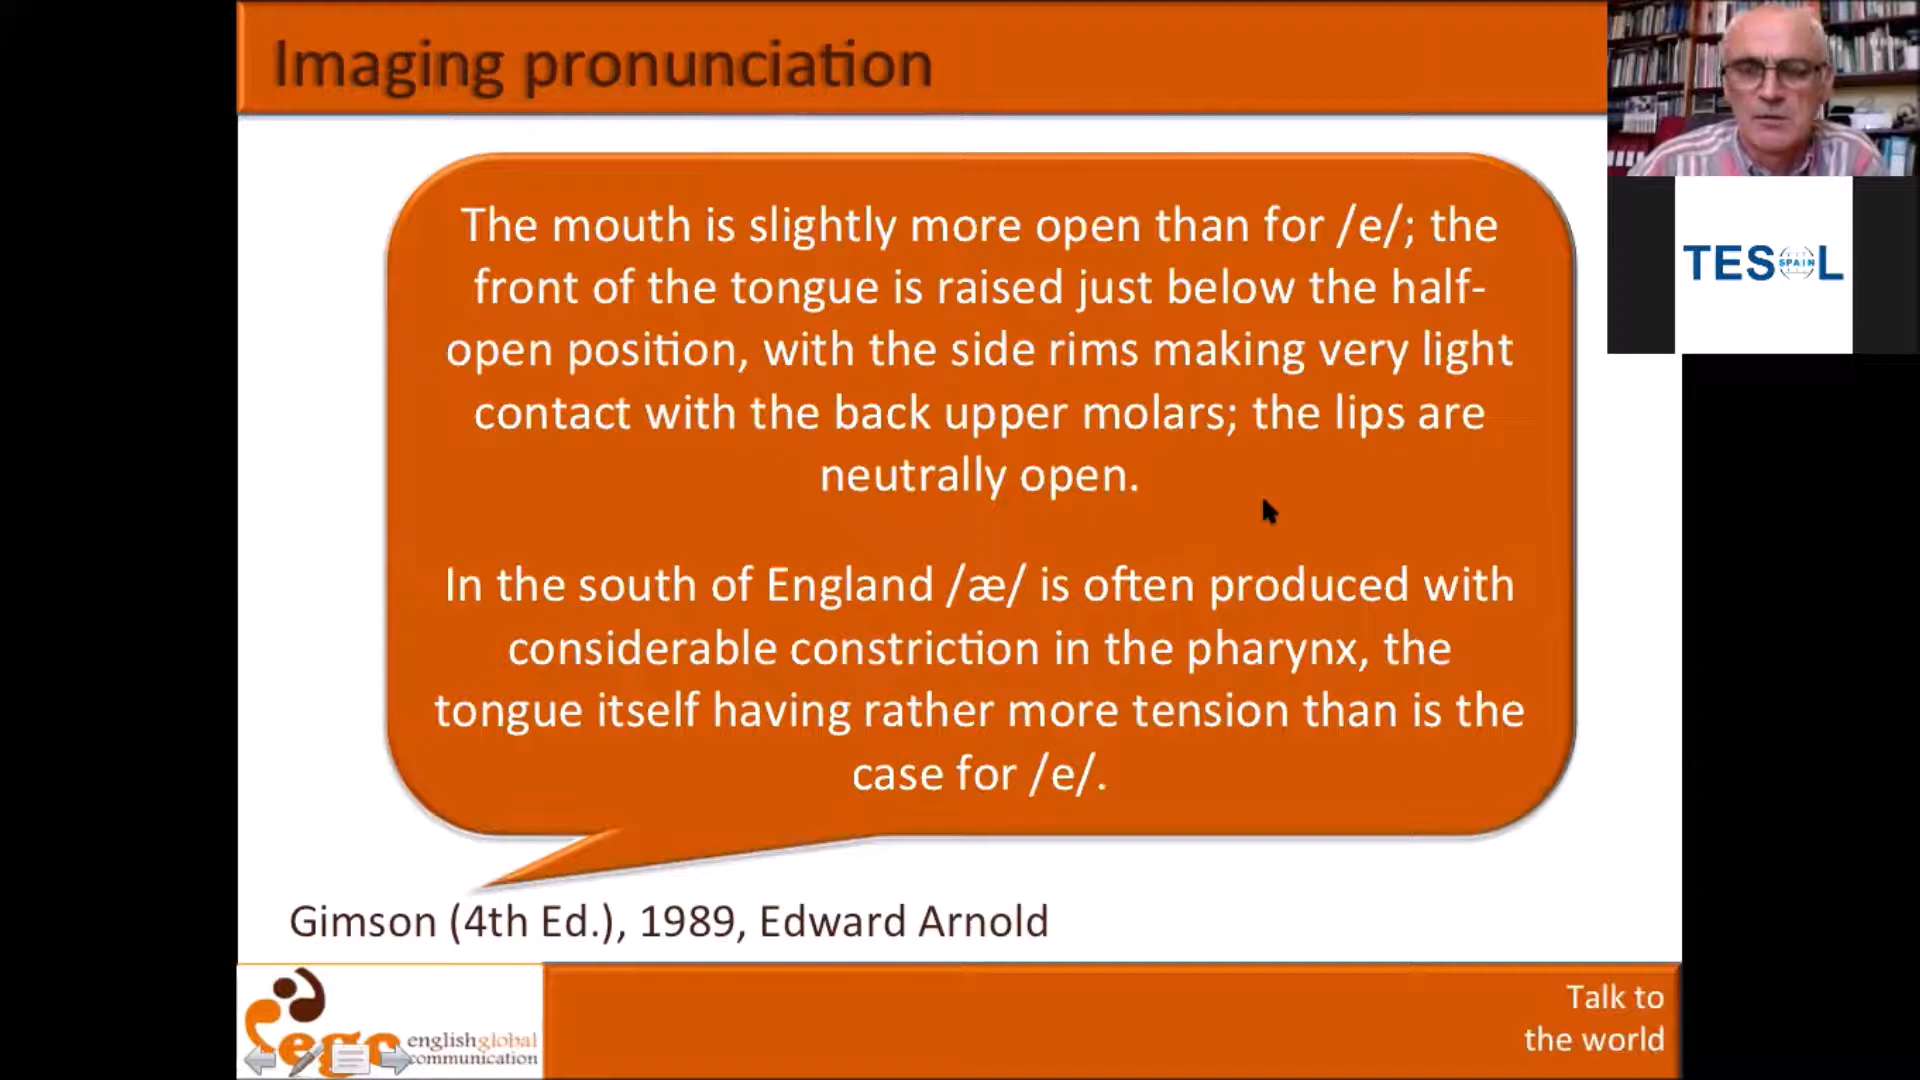 Imaging pronunciation
The mouth is slightly more open than for /e/; the
front of the tongue is raised just below the half-
open position, with the side rims making very light
contact with the back upper molars; the lips are
neutrally open.
In the south of England /æ/ is often produced with
considerable constriction in the pharynx, the
tongue itself having rather more tension than is the
case for /e/.
Gimson (4th Ed.), 1989, Edward Arnold
TESOL
SPAIN
egc
englishglobal
communication
Talk to
the world